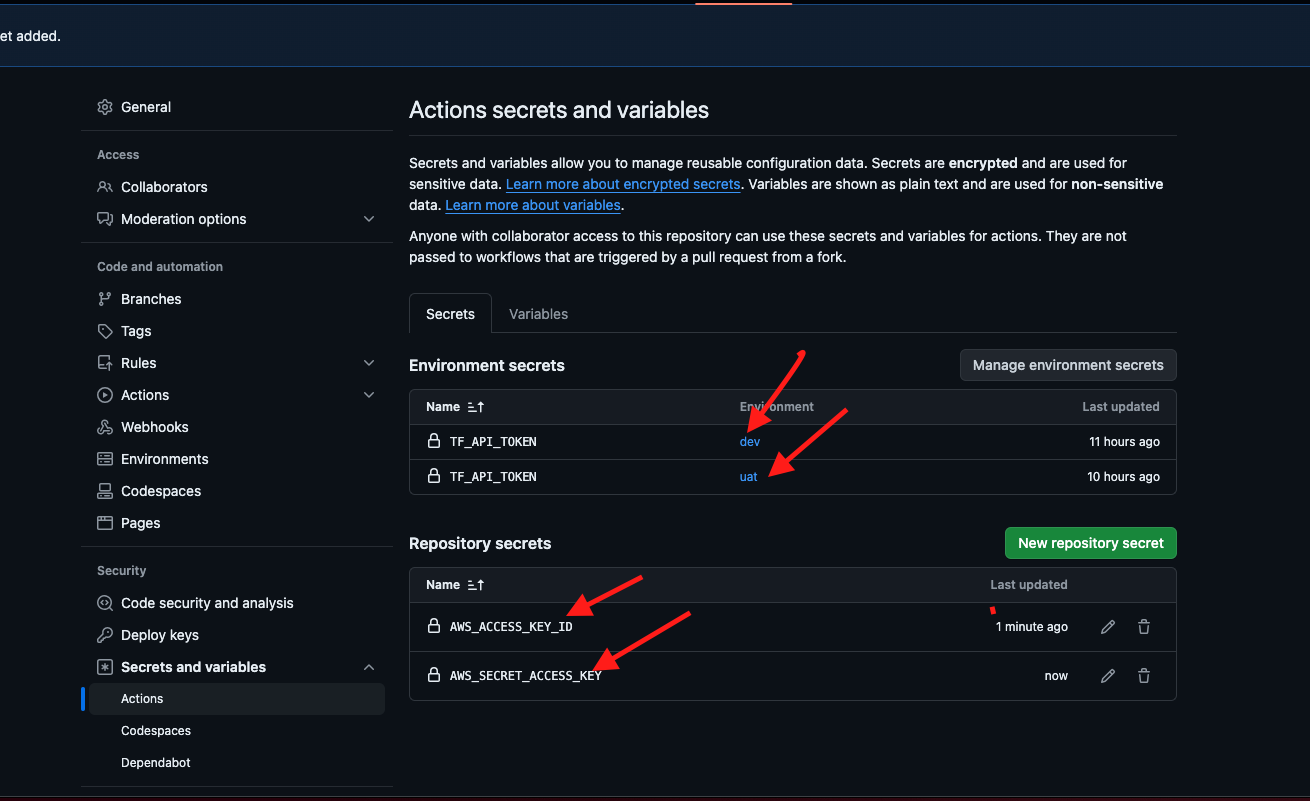 et added.
General
Access
Collaborators
Moderation options
Code and automation
Branches
Tags
Rules
Actions
Webhooks
Environments
Codespaces
Pages
Security
Code security and analysis
Deploy keys
Secrets and variables
Actions
Codespaces
Dependabot
Actions secrets and variables
Secrets and variables allow you to manage reusable configuration data. Secrets are encrypted and are used for
sensitive data. Learn more about encrypted secrets. Variables are shown as plain text and are used for non-sensitive
data. Learn more about variables.
Anyone with collaborator access to this repository can use these secrets and variables for actions. They are not
passed to workflows that are triggered by a pull request from a fork.
Secrets Variables
Environment secrets Manage environment secrets
Name Environment Last updated
TF_API_TOKEN dev 11 hours ago
TF_API_TOKEN uat 10 hours ago
Repository secrets New repository secret
Name Last updated
AWS_ACCESS_KEY_ID 1 minute ago
AWS_SECRET_ACCESS_KEY now